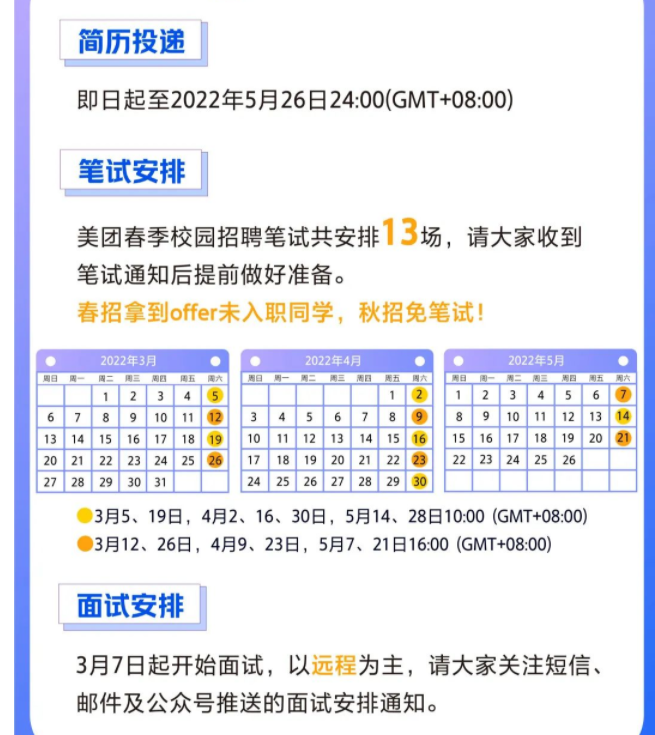 简历投递
即日起至2022年5月26日24:00(GMT+08:00)
笔试安排
美团春季校园招聘笔试共安排13场，请大家收到
笔试通知后提前做好准备。
春招拿到offer未入职同学，秋招免笔试！
2022年3月
周日 周一 周二 周三 周四 周五 周六
1 2 3 4 5
6 7 8 9 10 11 12
13 14 15 16 17 18 19
20 21 22 23 24 25 26
27 28 29 30 31
2022年4月
周日 周一 周二 周三 周四 周五 周六
1 2
3 4 5 6 7 8 9
10 11 12 13 14 15 16
17 18 19 20 21 22 23
24 25 26 27 28 29 30
2022年5月
周日 周一 周二 周三 周四 周五 周六
1 2 3 4 5 6 7
8 9 10 11 12 13 14
15 16 17 18 19 20 21
22 23 24 25 26
3月5、19日，4月2、16、30日，5月14、28日10:00 (GMT+08:00)
3月12、26日，4月9、23日，5月7、21日16:00 (GMT+08:00)
面试安排
3月7日起开始面试，以远程为主，请大家关注短信、
邮件及公众号推送的面试安排通知。